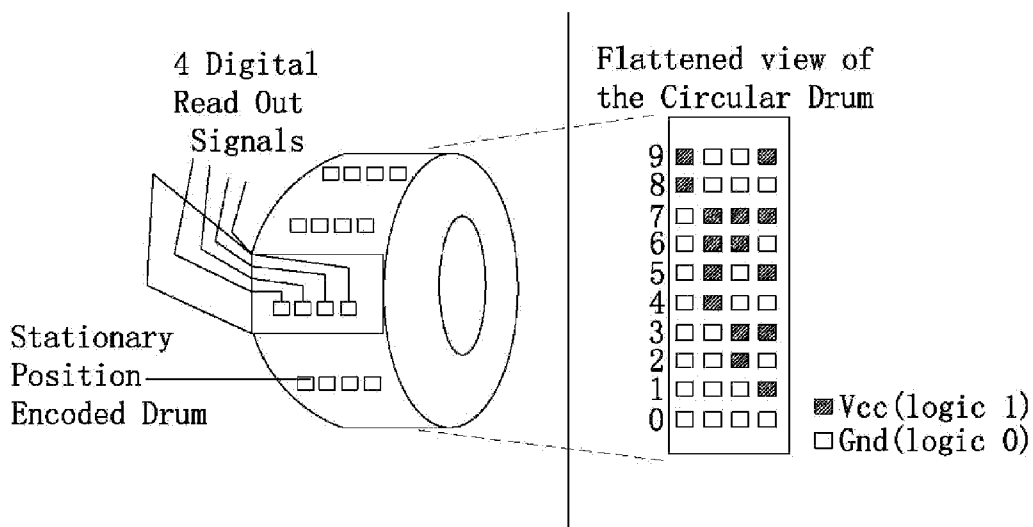 4 Digital
Read Out
Signals
Stationary
Position
Encoded Drum
Flattened view of
the Circular Drum
9
8
7
6
5
4
3
2
1
0
Vcc(logic 1)
Gnd(logic 0)